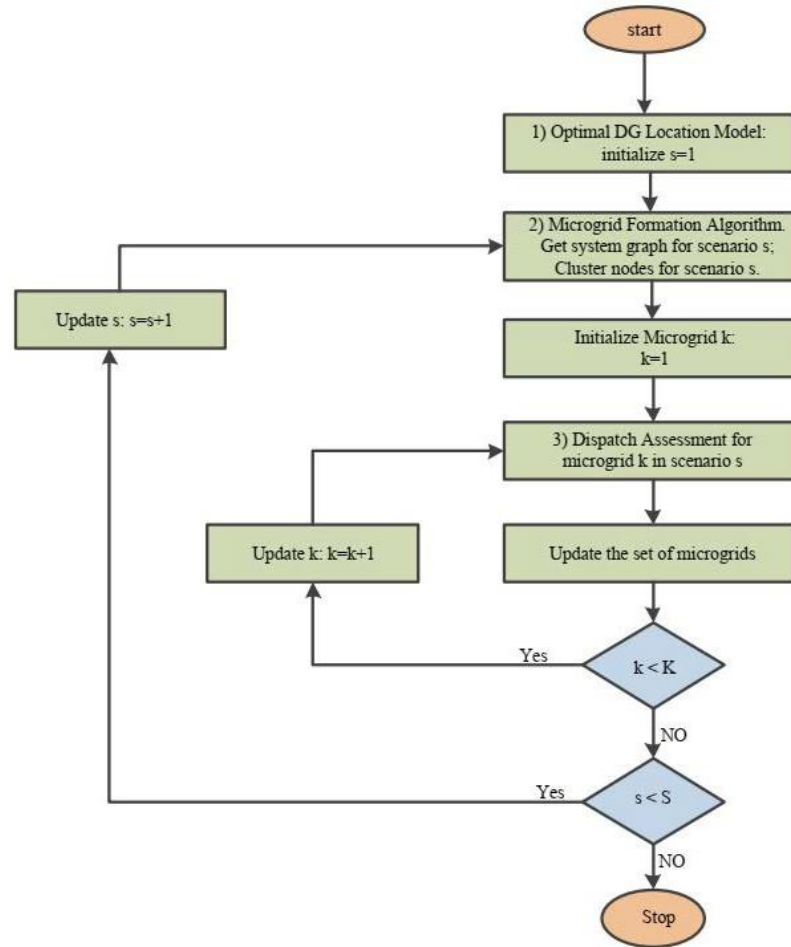 start
1) Optimal DG Location Model:
initialize s=1
2) Microgrid Formation Algorithm.
Get system graph for scenario s;
Cluster nodes for scenario s.
Update s: s=s+1
Initialize Microgrid k:
k=1
3) Dispatch Assessment for
microgrid k in scenario s
Update k: k=k+1
Update the set of microgrids
Yes
k < K
NO
Yes
s < S
NO
Stop